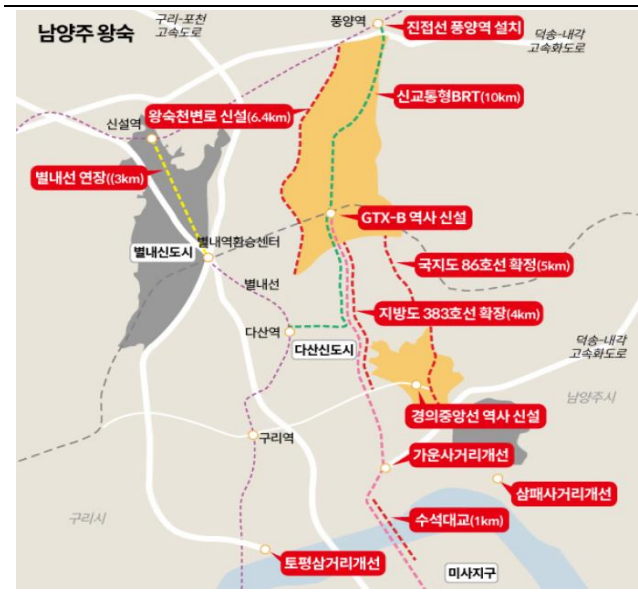 남양주 왕숙
구리-포천
고속도로
풍양역
진접선 풍양역 설치
덕송-내각
고속화도로
신교통형BRT(10km)
왕숙천변로 신설(6.4km)
신설역
별내선 연장((3km)
GTX-B 역사 신설
별내신도시
별내역환승센터
국지도 86호선 확정(5km)
별내선
지방도 383호선 확장(4km)
다산역
다산신도시
덕송-내각
고속화도로
남양주시
경의중앙선 역사 신설
구리역
가운사거리개선
삼패사거리개선
구리시
수석대교(1km)
토평삼거리개선
미사지구